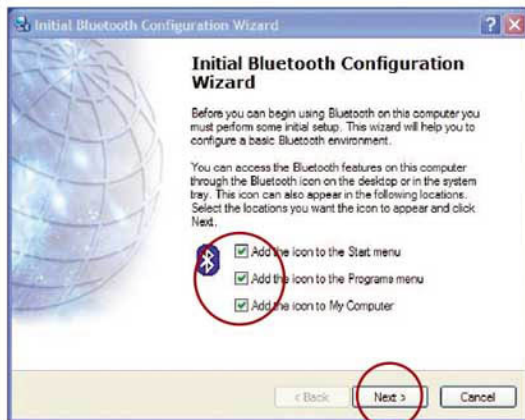 Initial Bluetooth Configuration Wizard
Initial Bluetooth Configuration
Wizard
Before you can begin using Bluetooth on this computer you
must perform some initial setup. This wizard will help you to
configure a basic Bluetooth environment.
You can access the Bluetooth features on this computer
through the Bluetooth icon on the desktop or in the system
tray. This icon can also appear in the following locations.
Select the locations you want the icon to appear and click
Next.
Add the icon to the Start menu
Add the icon to the Programs menu
Add the icon to My Computer
< Back Next > Cancel